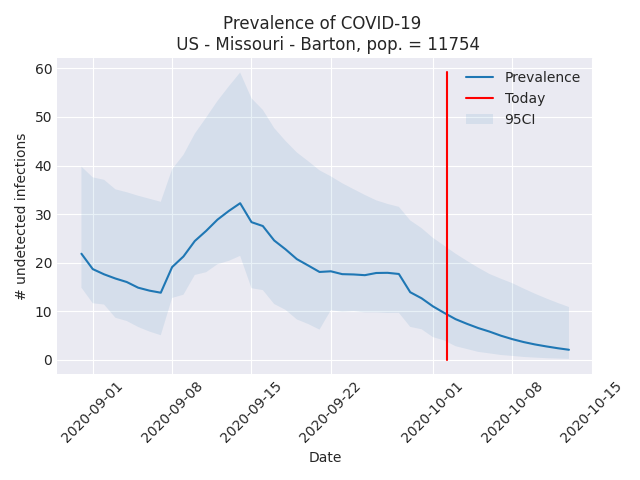 Prevalence of COVID-19
US - Missouri - Barton, pop. = 11754
60
50
40
30
20
10
0
# undetected infections
Prevalence
Today
95CI
2020-09-01
2020-09-08
2020-09-15
2020-09-22
2020-10-01
2020-10-08
2020-10-15
Date